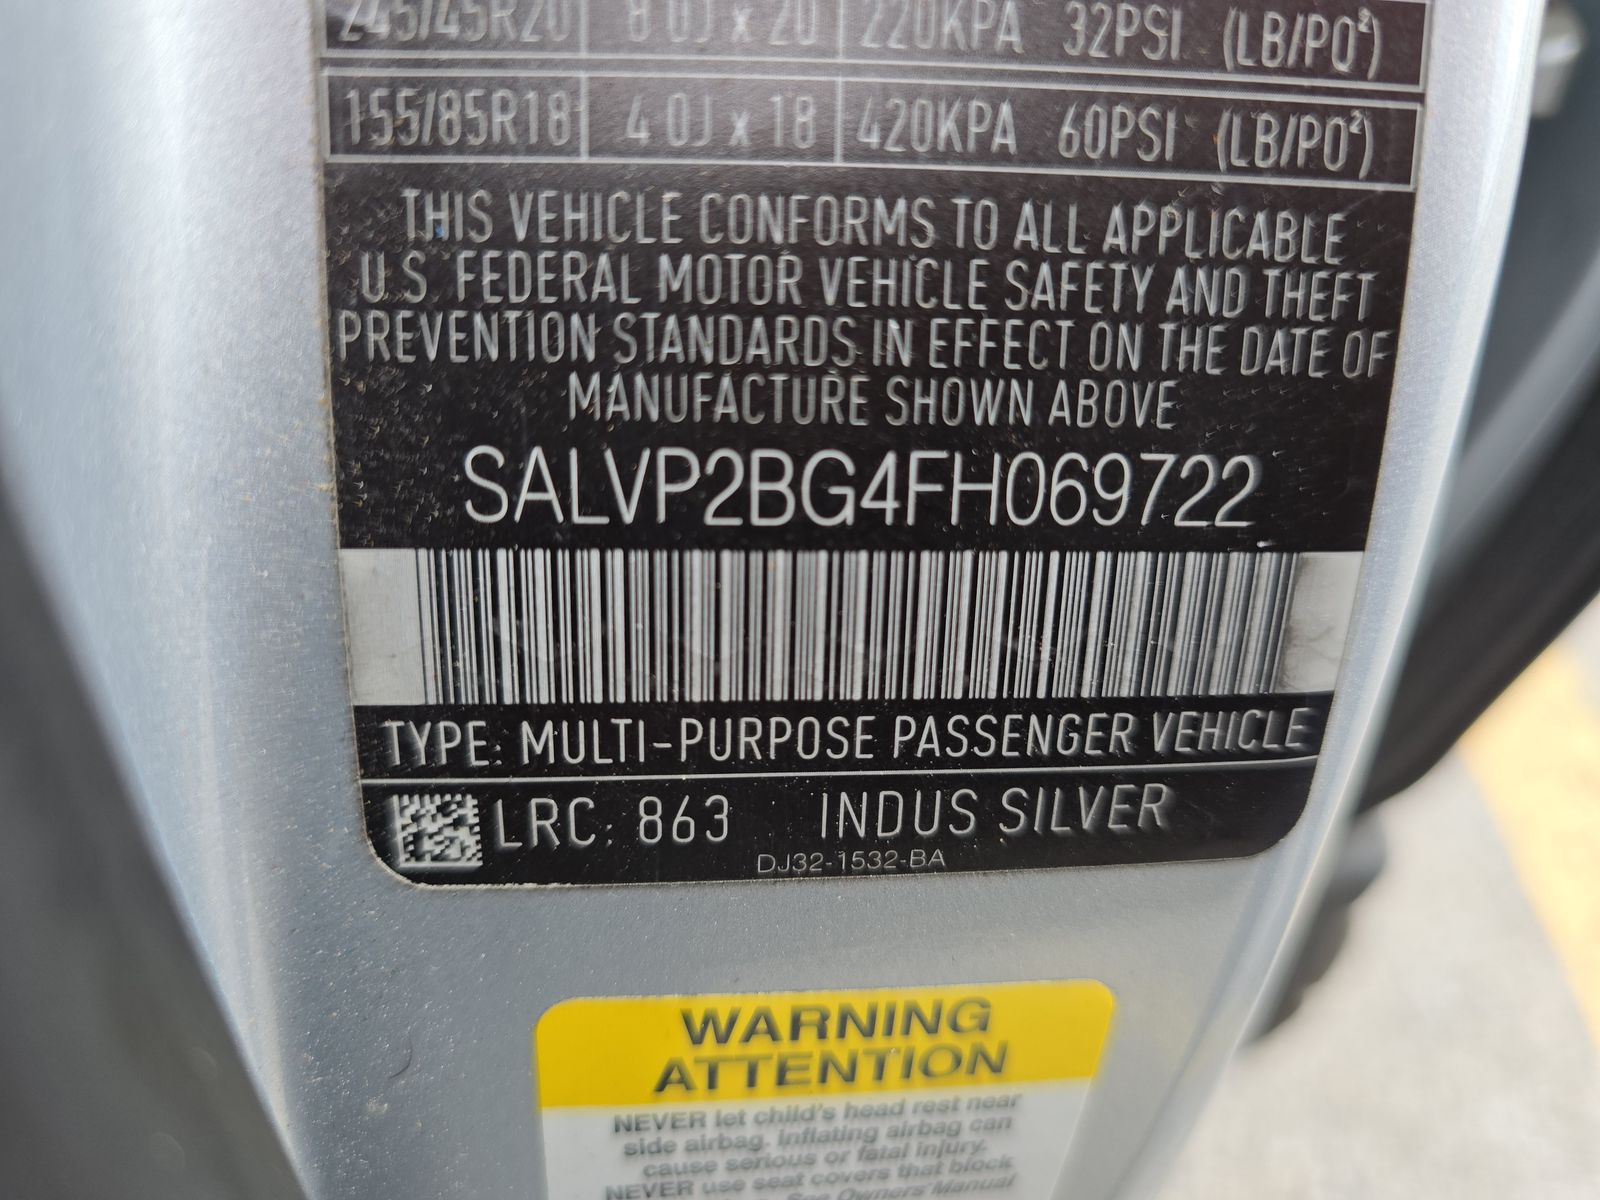 245/45R20 8.0J x 20 220KPA 32PSI (LB/PO²)
155/85R18 4.0J x 18 420KPA 60PSI (LB/PO²)
THIS VEHICLE CONFORMS TO ALL APPLICABLE
U.S. FEDERAL MOTOR VEHICLE SAFETY AND THEFT
PREVENTION STANDARDS IN EFFECT ON THE DATE OF
MANUFACTURE SHOWN ABOVE
SALVP2BG4FH069722
TYPE: MULTI-PURPOSE PASSENGER VEHICLE
LRC: 863 INDUS SILVER
DJ32-1532-BA
WARNING
ATTENTION
NEVER let child's head rest near
side airbag. Inflating airbag can
cause serious or fatal injury.
NEVER use seat covers that block
See Owners Manual